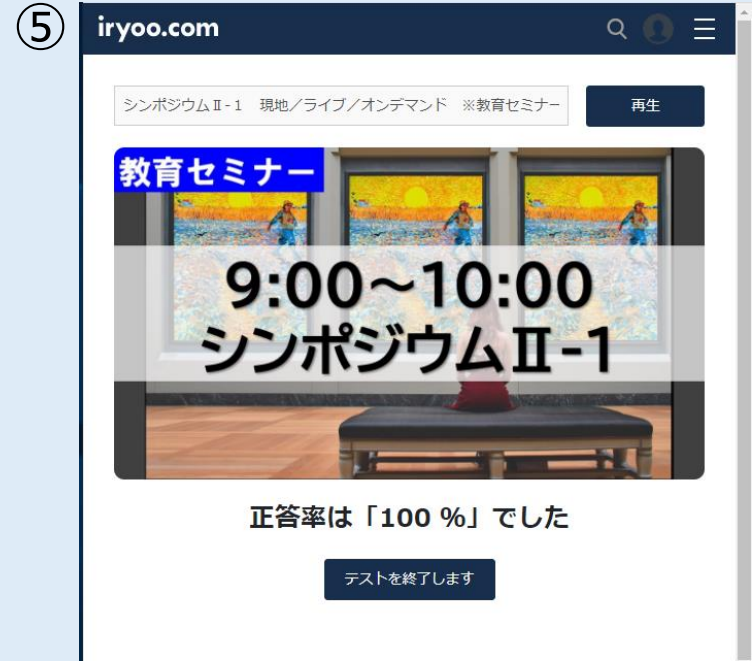 ⑤
iryoo.com
シンポジウムⅡ-1 現地／ライブ／オンデマンド ※教育セミナー
再生
教育セミナー
9:00～10:00
シンポジウムⅡ-1
正答率は「100 %」でした
テストを終了します